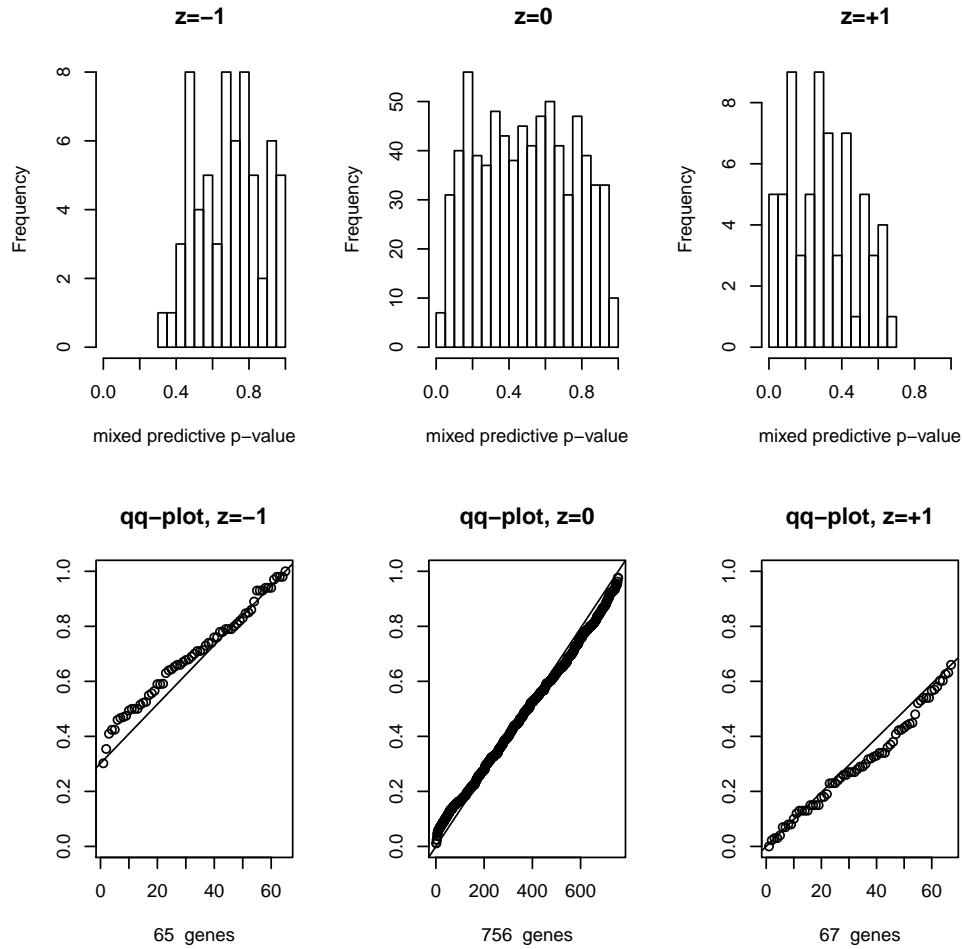 z=−1
z=0
z=+1
Frequency
0 2 4 6 8
0.0 0.4 0.8
mixed predictive p−value
Frequency
0 10 20 30 40 50
0.0 0.4 0.8
mixed predictive p−value
Frequency
0 2 4 6 8
0.0 0.4 0.8
mixed predictive p−value
qq−plot, z=−1
qq−plot, z=0
qq−plot, z=+1
0.0 0.2 0.4 0.6 0.8 1.0
0 20 40 60
65 genes
0.0 0.2 0.4 0.6 0.8 1.0
0 200 400 600
756 genes
0.0 0.2 0.4 0.6 0.8 1.0
0 20 40 60
67 genes